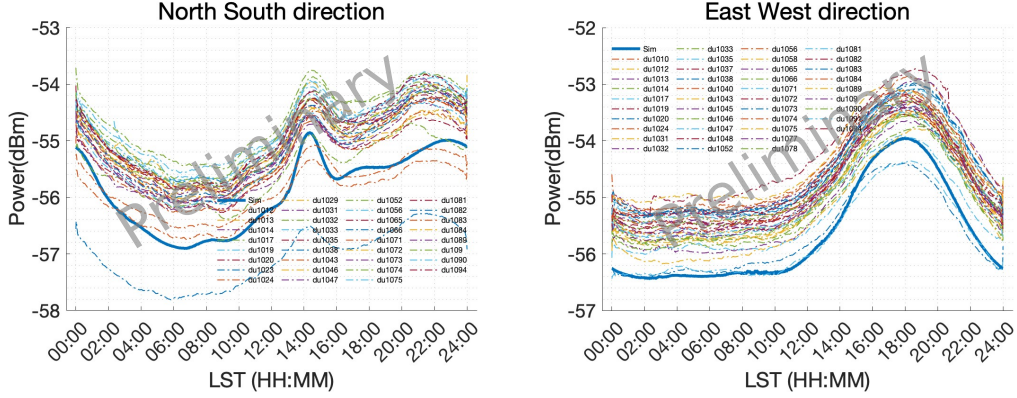 North South direction
-53
-54
-55
-56
-57
-58
Power(dBm)
Preliminary
Sim
du1012
du1013
du1014
du1017
du1019
du1020
du1023
du1024
du1029
du1031
du1032
du1033
du1035
du1038
du1043
du1046
du1047
du1052
du1056
du1065
du1066
du1071
du1072
du1073
du1074
du1075
du1081
du1082
du1083
du1084
du1089
du109
du1090
du1094
00:00
02:00
04:00
06:00
08:00
10:00
12:00
14:00
16:00
18:00
20:00
22:00
24:00
LST (HH:MM)
East West direction
-52
-53
-54
-55
-56
-57
Power(dBm)
Preliminary
Sim
du1010
du1012
du1013
du1014
du1017
du1019
du1020
du1024
du1031
du1032
du1033
du1035
du1037
du1038
du1040
du1043
du1045
du1046
du1047
du1048
du1052
du1056
du1058
du1065
du1066
du1071
du1072
du1073
du1074
du1075
du1076
du1077
du1078
du1081
du1082
du1083
du1084
du1089
du109
du1090
00:00
02:00
04:00
06:00
08:00
10:00
12:00
14:00
16:00
18:00
20:00
22:00
24:00
LST (HH:MM)